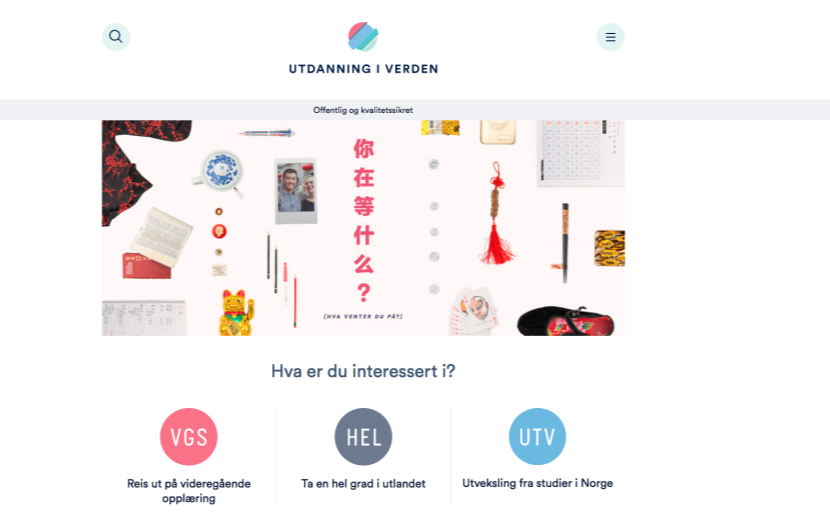 UTDANNING I VERDEN
Offentlig og kvalitetssikret
你
在
等
什
么
?
[HVA VENTER DU PÅ?]
Hva er du interessert i?
VGS
HEL
UTV
Reis ut på videregående
opplæring
Ta en hel grad i utlandet
Utveksling fra studier i Norge